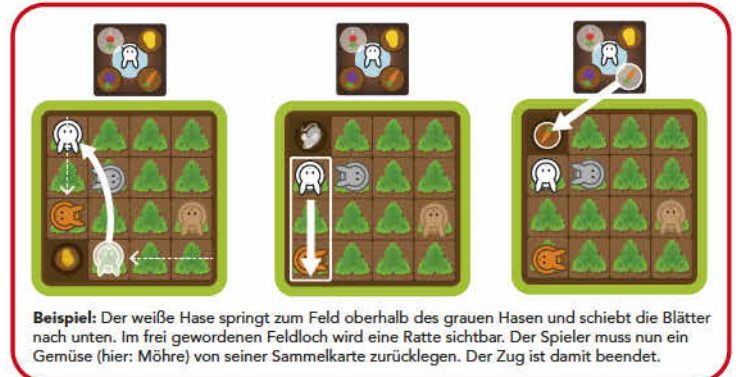 Beispiel: Der weiße Hase springt zum Feld oberhalb des grauen Hasen und schiebt die Blätter
nach unten. Im frei gewordenen Feldloch wird eine Ratte sichtbar. Der Spieler muss nun ein
Gemüse (hier: Möhre) von seiner Sammelkarte zurücklegen. Der Zug ist damit beendet.